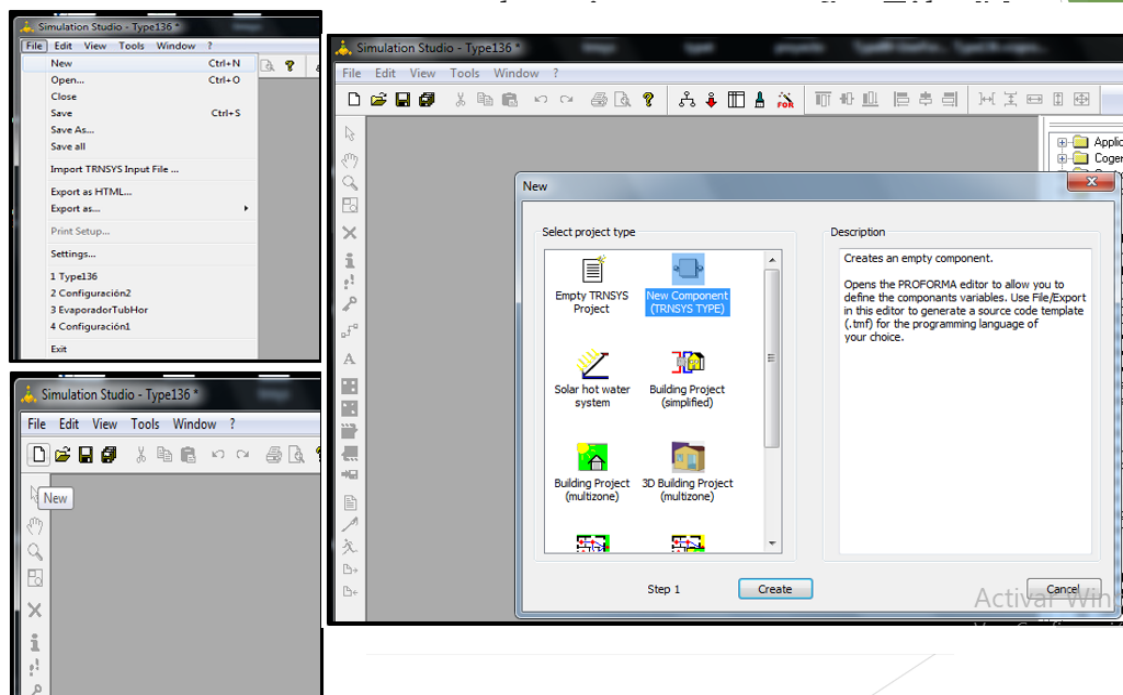 Simulation Studio - Type136 *
File Edit View Tools Window ?
New Ctrl+N
Open... Ctrl+O
Close
Save Ctrl+S
Save As...
Save all
Import TRNSYS Input File ...
Export as HTML...
Export as...
Print Setup...
Settings...
1 Type136
2 Configuración2
3 EvaporadorTubHor
4 Configuración1
Exit
Simulation Studio - Type136 *
File Edit View Tools Window ?
New
Simulation Studio - Type136 *
File Edit View Tools Window ?
FOR
A
Applic
Coger
New
Select project type
Empty TRNSYS
Project
New Component
(TRNSYS TYPE)
Solar hot water
system
Building Project
(simplified)
Building Project
(multizone)
3D Building Project
(multizone)
Description
Creates an empty component.
Opens the PROFORMA editor to allow you to
define the componants variables. Use File/Export
in this editor to generate a source code template
(.tmf) for the programming language of
your choice.
Step 1
Create
Cancel
Activar Win